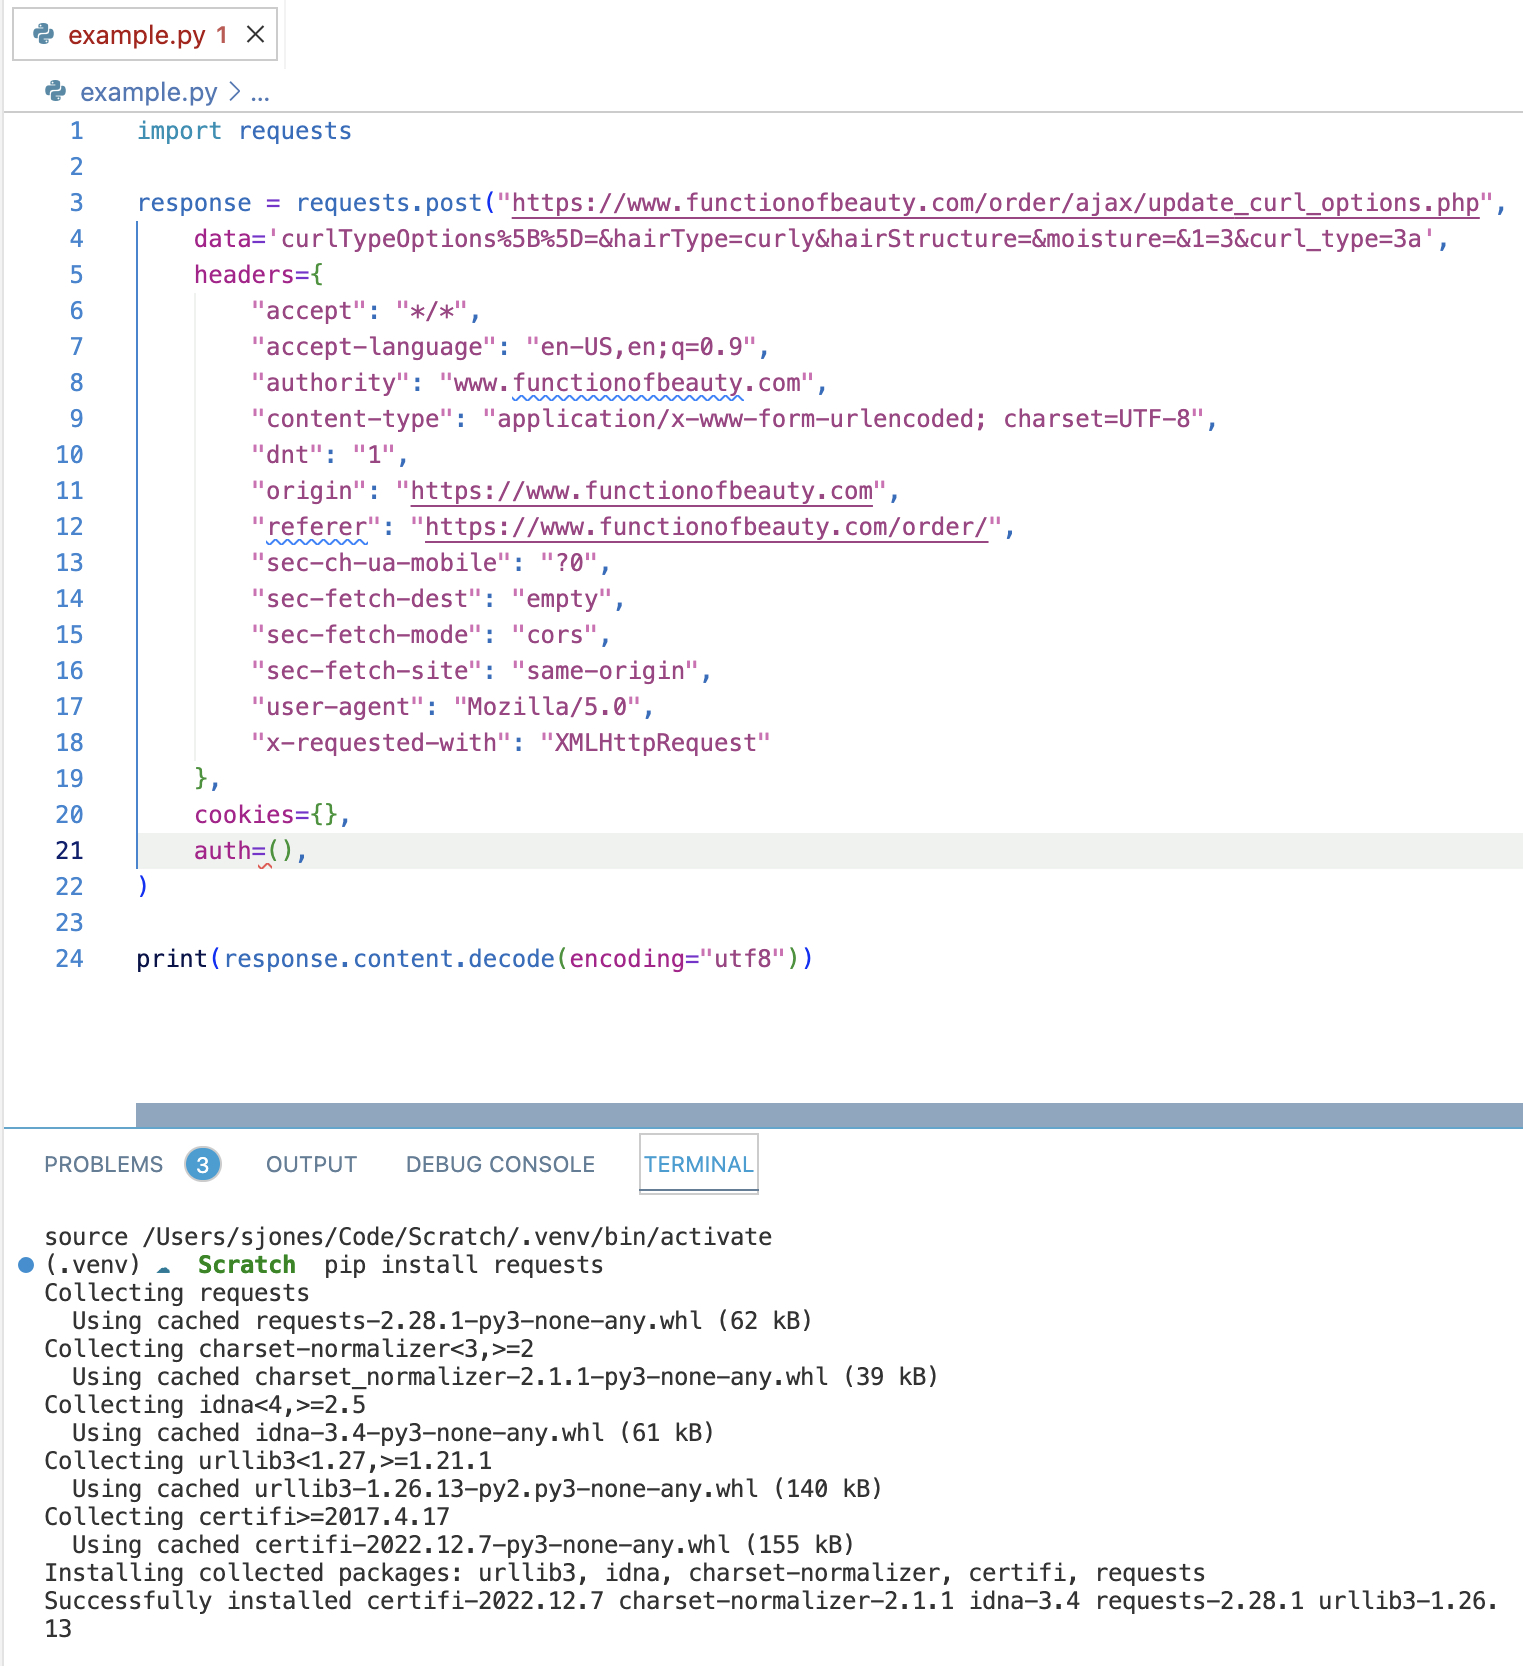 example.py 1
example.py > ...
1 import requests
2
3 response = requests.post("https://www.functionofbeauty.com/order/ajax/update_curl_options.php",
4     data='curlTypeOptions%5B%5D=&hairType=curly&hairStructure=&moisture=&1=3&curl_type=3a',
5     headers={
6         "accept": "*/*",
7         "accept-language": "en-US,en;q=0.9",
8         "authority": "www.functionofbeauty.com",
9         "content-type": "application/x-www-form-urlencoded; charset=UTF-8",
10         "dnt": "1",
11         "origin": "https://www.functionofbeauty.com",
12         "referer": "https://www.functionofbeauty.com/order/",
13         "sec-ch-ua-mobile": "?0",
14         "sec-fetch-dest": "empty",
15         "sec-fetch-mode": "cors",
16         "sec-fetch-site": "same-origin",
17         "user-agent": "Mozilla/5.0",
18         "x-requested-with": "XMLHttpRequest"
19     },
20     cookies={},
21     auth=(),
22 )
23
24 print(response.content.decode(encoding="utf8"))
PROBLEMS 3 OUTPUT DEBUG CONSOLE TERMINAL
source /Users/sjones/Code/Scratch/.venv/bin/activate
(.venv) ☁ Scratch pip install requests
Collecting requests
  Using cached requests-2.28.1-py3-none-any.whl (62 kB)
Collecting charset-normalizer<3,>=2
  Using cached charset_normalizer-2.1.1-py3-none-any.whl (39 kB)
Collecting idna<4,>=2.5
  Using cached idna-3.4-py3-none-any.whl (61 kB)
Collecting urllib3<1.27,>=1.21.1
  Using cached urllib3-1.26.13-py2.py3-none-any.whl (140 kB)
Collecting certifi>=2017.4.17
  Using cached certifi-2022.12.7-py3-none-any.whl (155 kB)
Installing collected packages: urllib3, idna, charset-normalizer, certifi, requests
Successfully installed certifi-2022.12.7 charset-normalizer-2.1.1 idna-3.4 requests-2.28.1 urllib3-1.26.
13